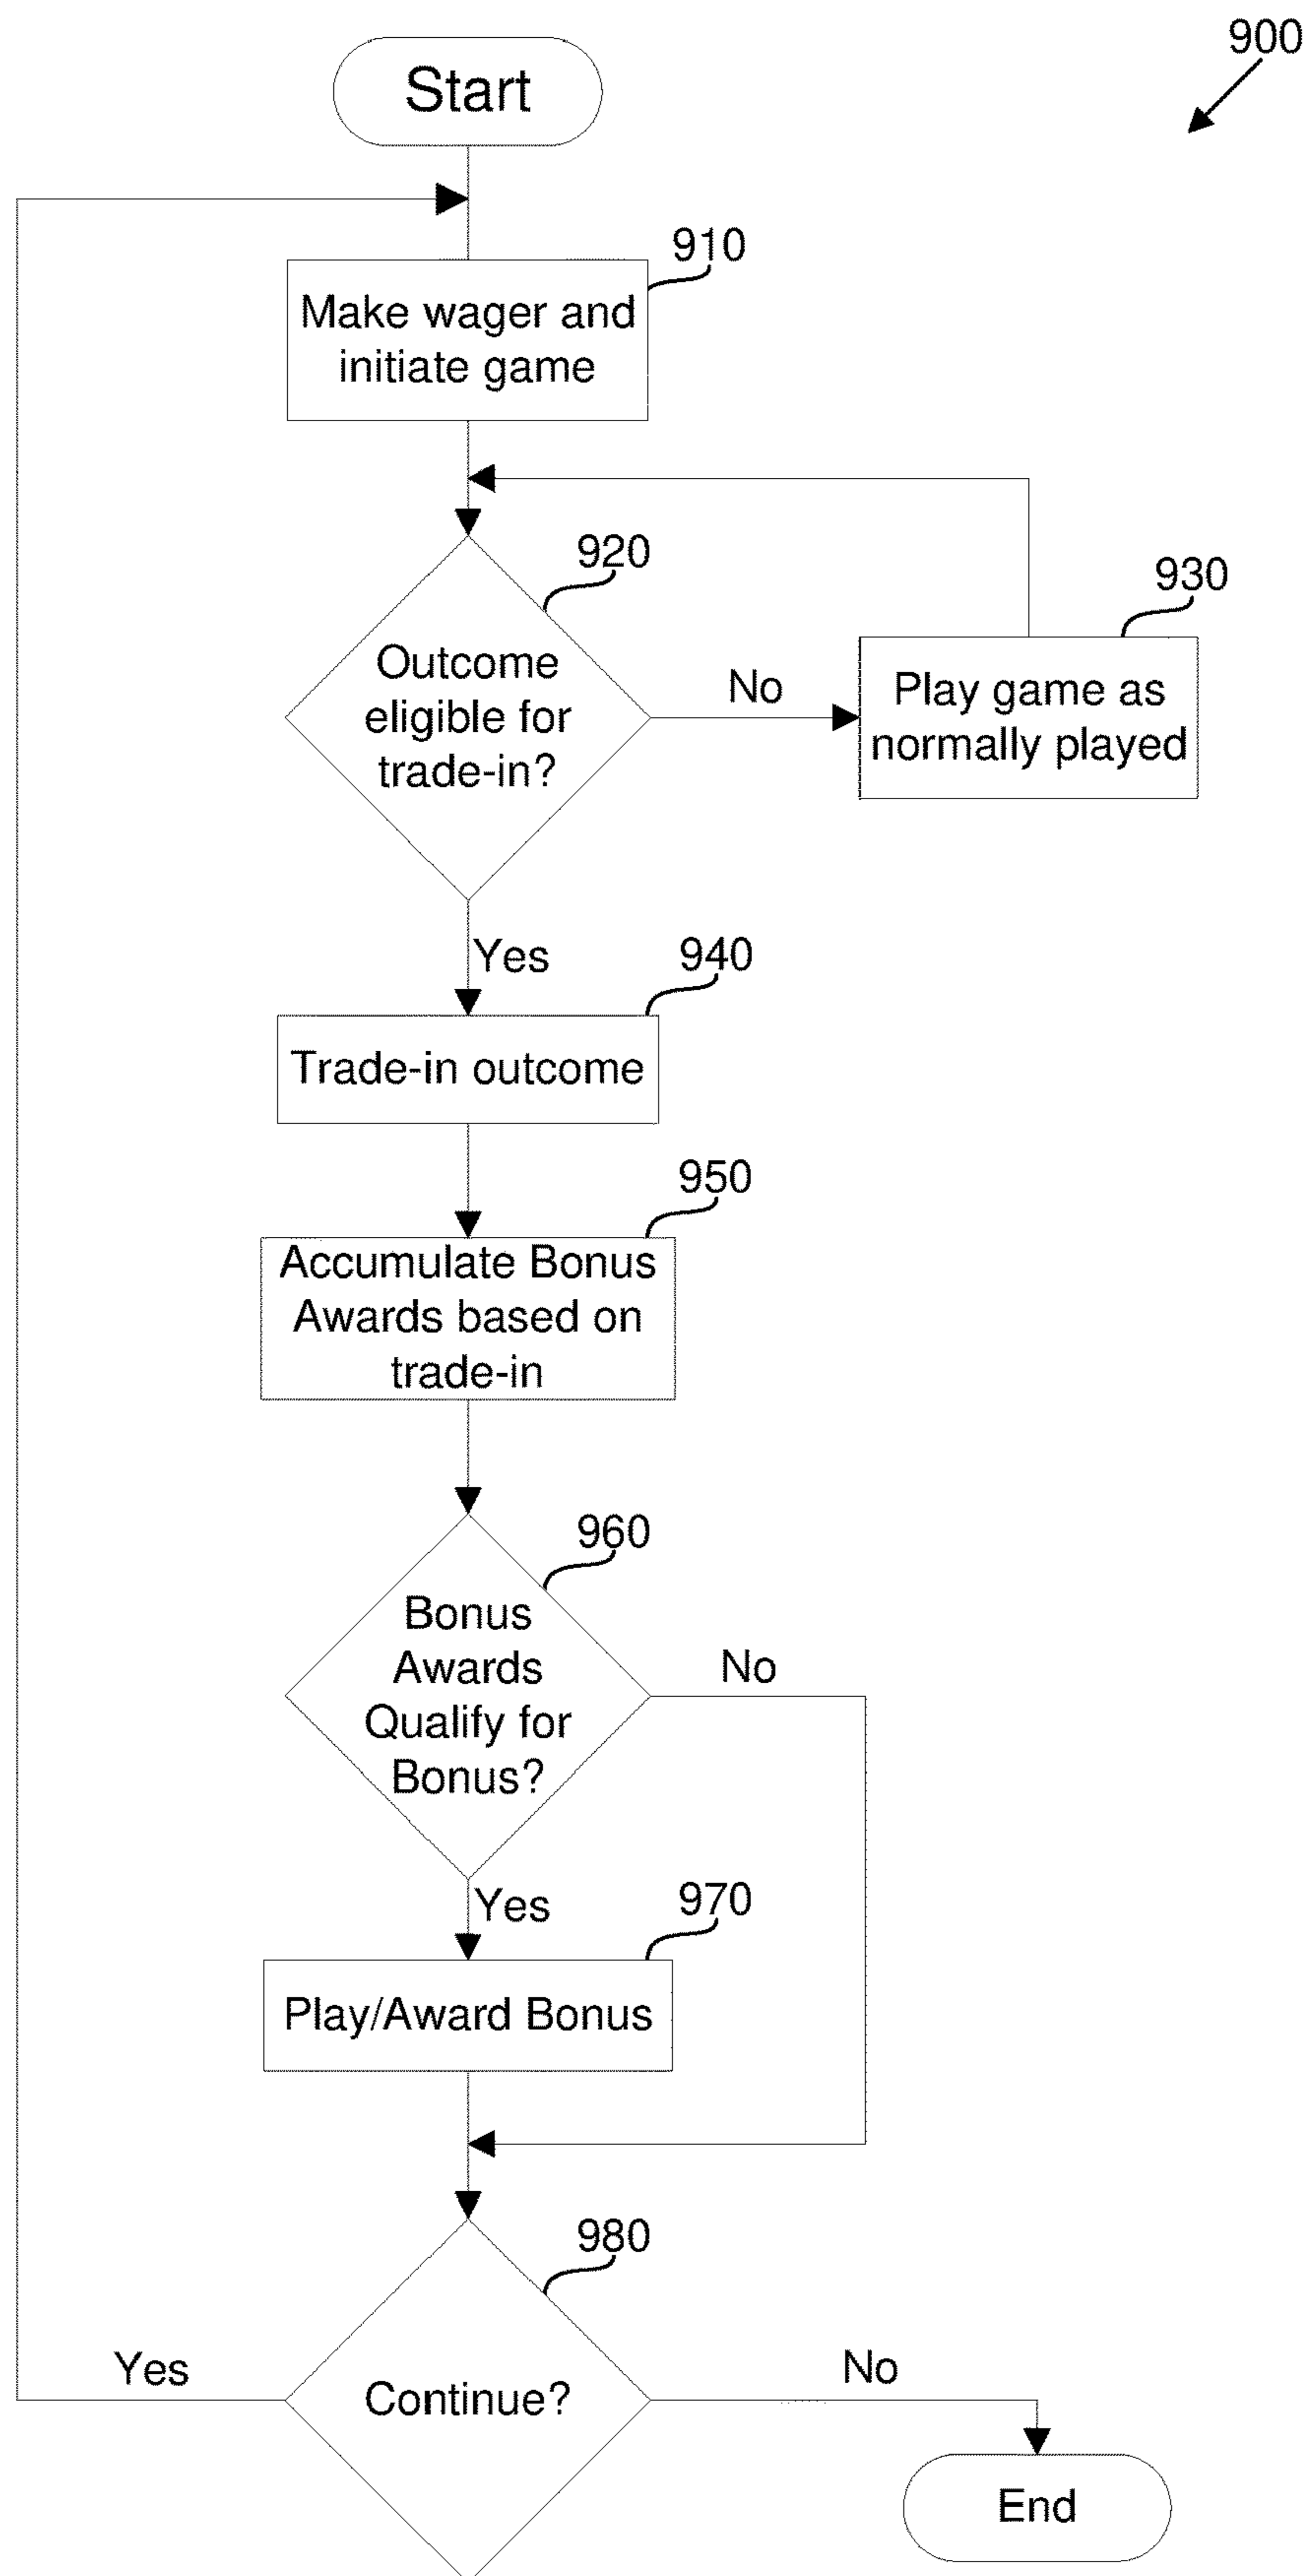 900
Start
910
Make wager and
initiate game
920
Outcome
eligible for
trade-in?
No
930
Play game as
normally played
Yes
940
Trade-in outcome
950
Accumulate Bonus
Awards based on
trade-in
960
Bonus
Awards
Qualify for
Bonus?
No
Yes
970
Play/Award Bonus
980
Continue?
Yes
No
End